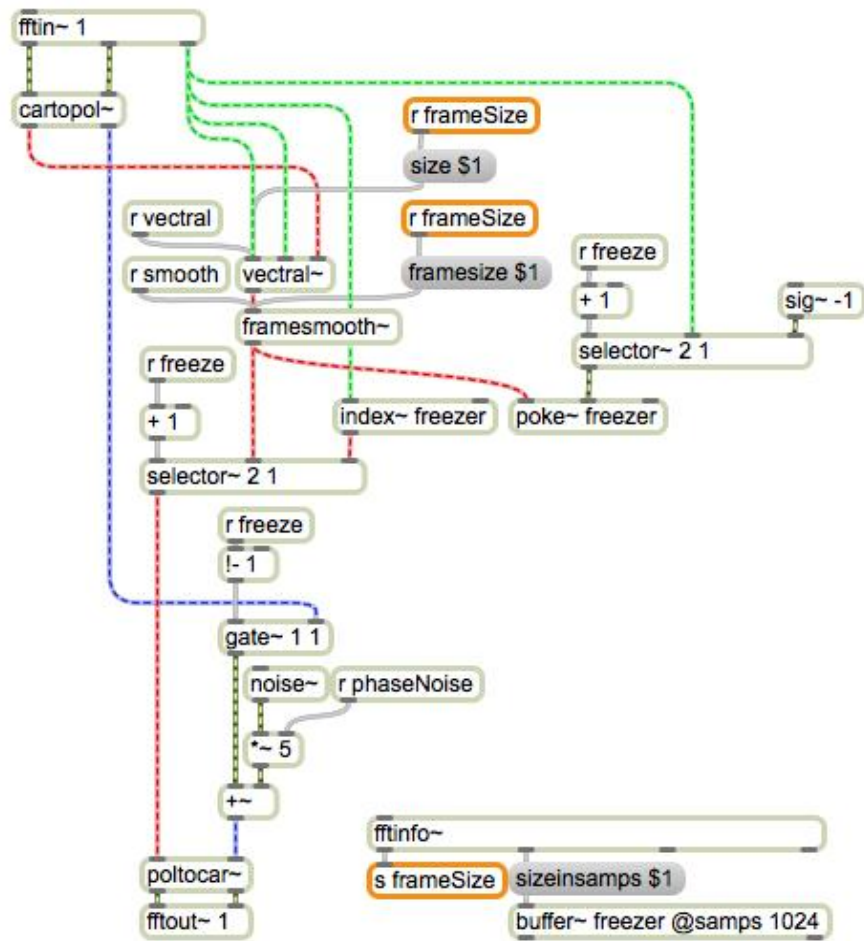 fftin~ 1
cartopol~
r frameSize
size $1
r vectral
r frameSize
r smooth
vectral~
framesize $1
r freeze
+ 1
sig~ -1
framesmooth~
selector~ 2 1
r freeze
+ 1
index~ freezer
poke~ freezer
selector~ 2 1
r freeze
!- 1
gate~ 1 1
noise~
r phaseNoise
*~ 5
+~
fftinfo~
poltocar~
s frameSize
sizeinsamps $1
fftout~ 1
buffer~ freezer @samps 1024